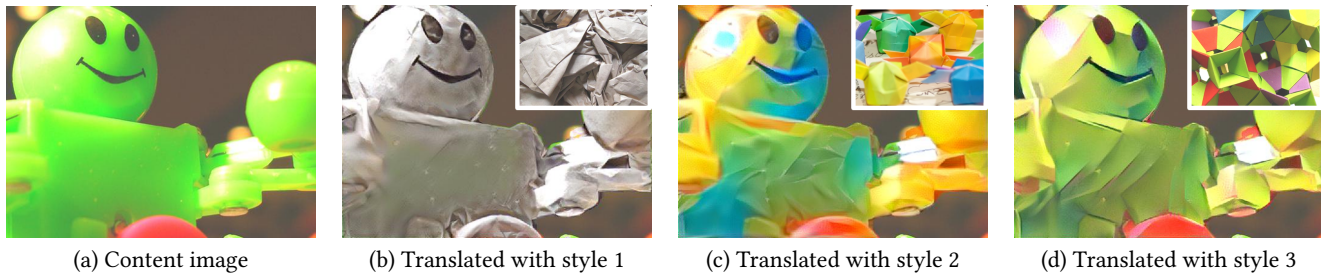 (a) Content image
(b) Translated with style 1
(c) Translated with style 2
(d) Translated with style 3